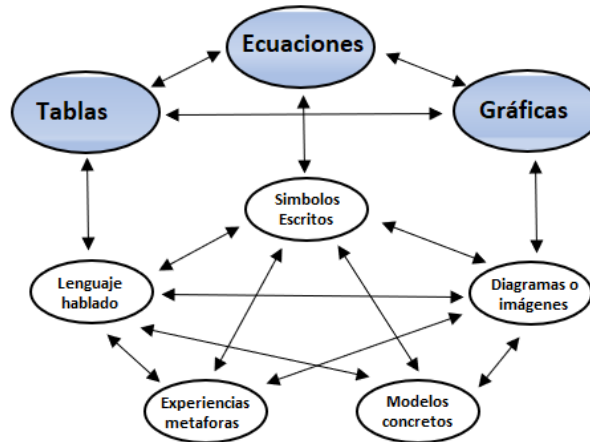 Ecuaciones
Tablas
Gráficas
Simbolos
Escritos
Lenguaje
hablado
Diagramas o
imágenes
Experiencias
metaforas
Modelos
concretos